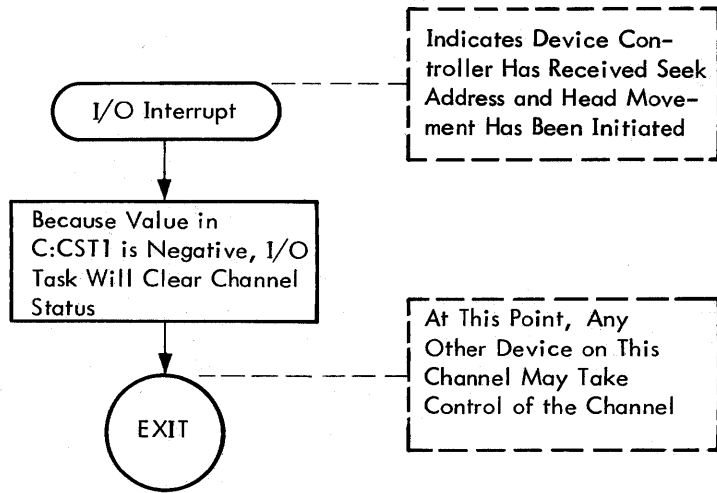 Indicates Device Con-
troller Has Received Seek
Address and Head Move-
ment Has Been Initiated
I/O Interrupt
Because Value in
C:CST1 is Negative, I/O
Task Will Clear Channel
Status
At This Point, Any
Other Device on This
Channel May Take
Control of the Channel
EXIT